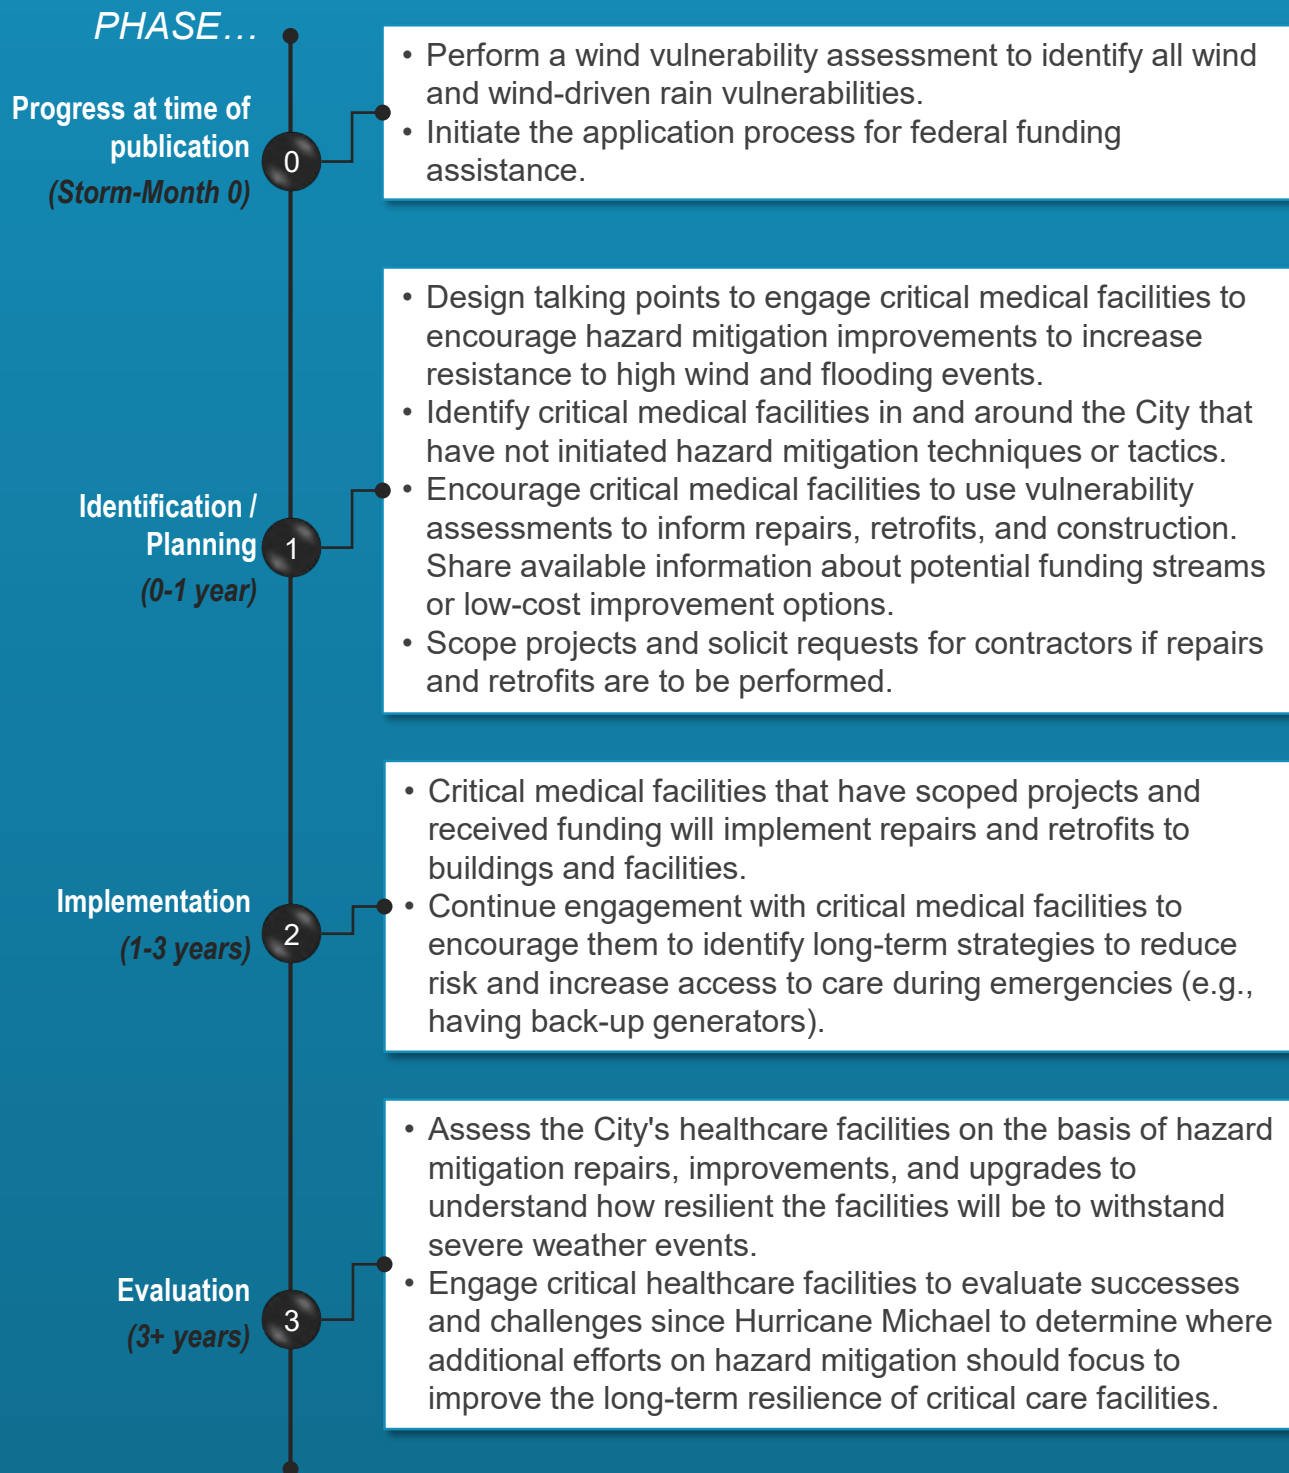 PHASE…
Progress at time of
publication
(Storm-Month 0)
0
• Perform a wind vulnerability assessment to identify all wind
and wind-driven rain vulnerabilities.
• Initiate the application process for federal funding
assistance.
Identification /
Planning
(0-1 year)
1
• Design talking points to engage critical medical facilities to
encourage hazard mitigation improvements to increase
resistance to high wind and flooding events.
• Identify critical medical facilities in and around the City that
have not initiated hazard mitigation techniques or tactics.
• Encourage critical medical facilities to use vulnerability
assessments to inform repairs, retrofits, and construction.
Share available information about potential funding streams
or low-cost improvement options.
• Scope projects and solicit requests for contractors if repairs
and retrofits are to be performed.
Implementation
(1-3 years)
2
• Critical medical facilities that have scoped projects and
received funding will implement repairs and retrofits to
buildings and facilities.
• Continue engagement with critical medical facilities to
encourage them to identify long-term strategies to reduce
risk and increase access to care during emergencies (e.g.,
having back-up generators).
Evaluation
(3+ years)
3
• Assess the City's healthcare facilities on the basis of hazard
mitigation repairs, improvements, and upgrades to
understand how resilient the facilities will be to withstand
severe weather events.
• Engage critical healthcare facilities to evaluate successes
and challenges since Hurricane Michael to determine where
additional efforts on hazard mitigation should focus to
improve the long-term resilience of critical care facilities.